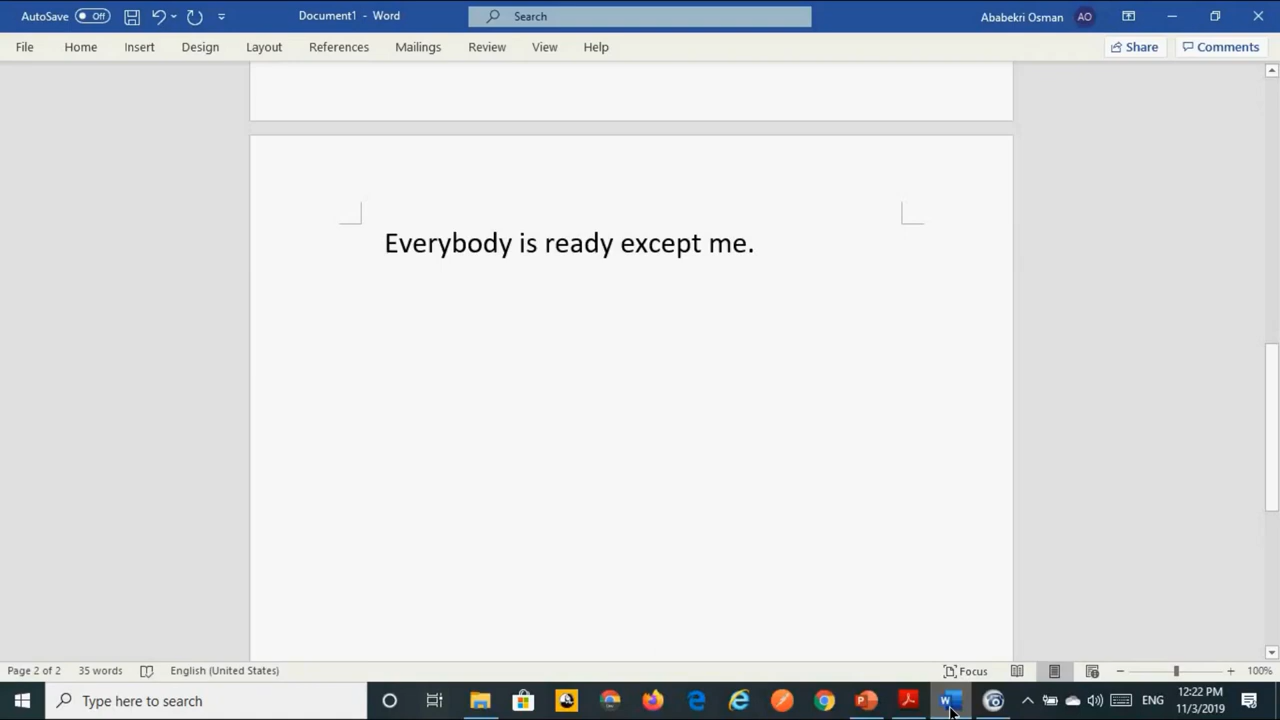 AutoSave Off Document1 - Word Search Ababekri Osman AO
File Home Insert Design Layout References Mailings Review View Help Share Comments
Everybody is ready except me.
Page 2 of 2 35 words English (United States) Focus 100%
Type here to search ENG 12:22 PM
11/3/2019